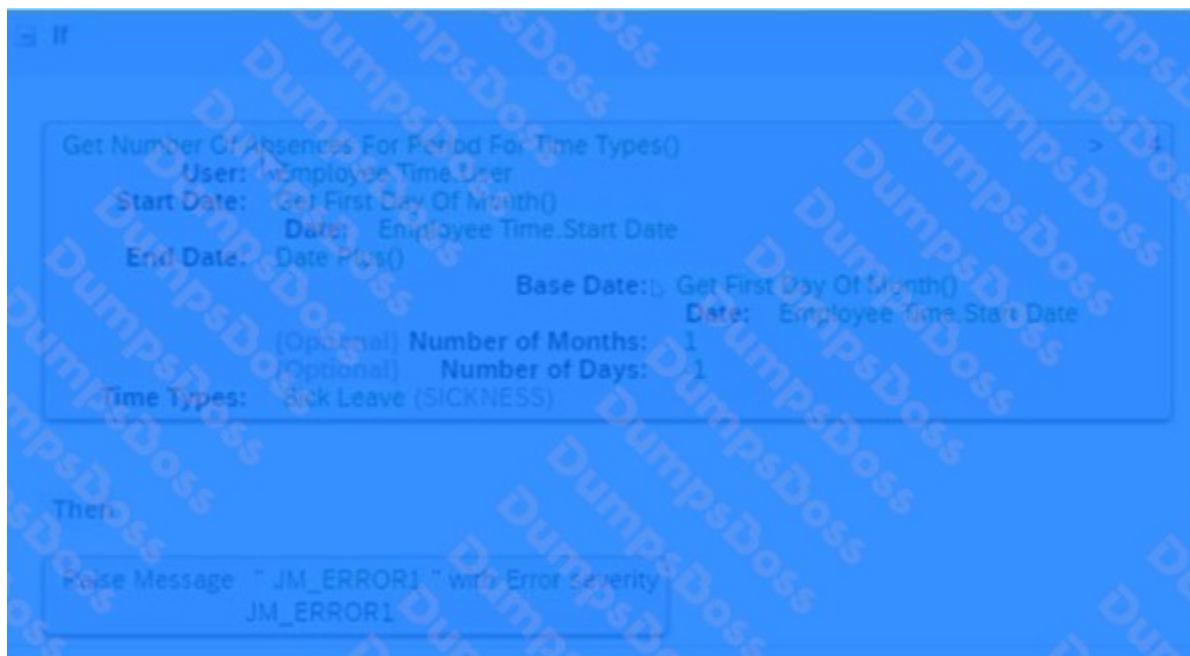 If
Get Number Of Absences For Period For Time Types() > 4
User: Employee Time.User
Start Date: Get First Day Of Month()
Date: Employee Time.Start Date
End Date: Date Plus()
Base Date: Get First Day Of Month()
Date: Employee Time.Start Date
(Optional) Number of Months: 1
(Optional) Number of Days: -1
Time Types: Sick Leave (SICKNESS)
Then
Raise Message " JM_ERROR1 " with Error severity
JM_ERROR1
DumpsDoss